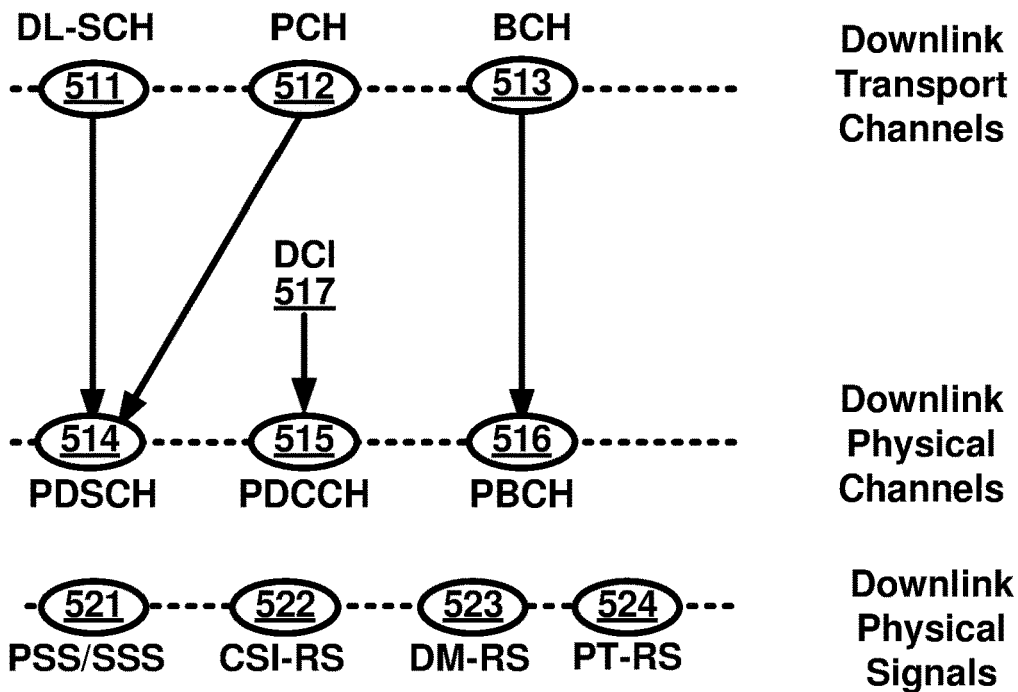 DL-SCH PCH BCH
Downlink
Transport
Channels
511 512 513
DCI
517
Downlink
Physical
Channels
514 515 516
PDSCH PDCCH PBCH
Downlink
Physical
Signals
521 522 523 524
PSS/SSS CSI-RS DM-RS PT-RS